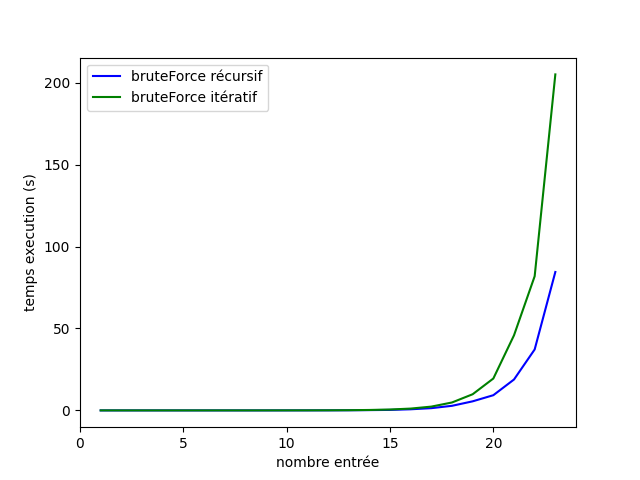 bruteForce récursif
bruteForce itératif
200
150
100
50
0
temps execution (s)
0 5 10 15 20
nombre entrée